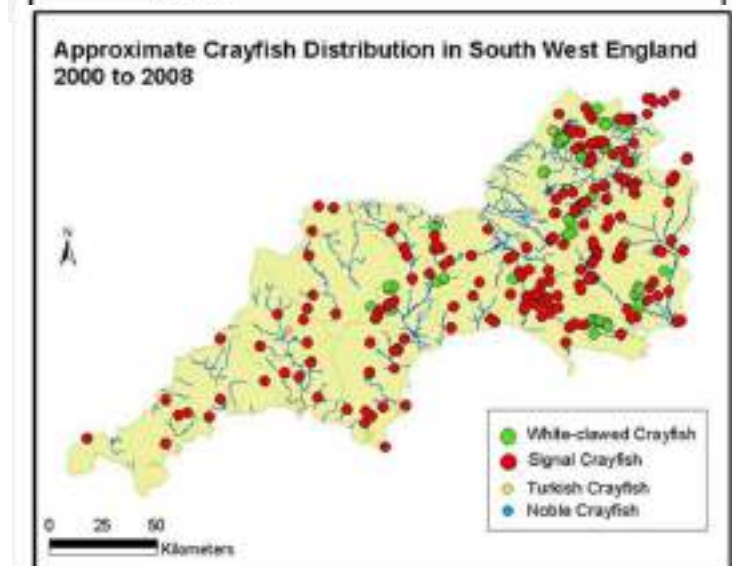 Approximate Crayfish Distribution in South West England
2000 to 2008
N
White-clawed Crayfish
Signal Crayfish
Turkish Crayfish
Noble Crayfish
0 25 50
Kilometers